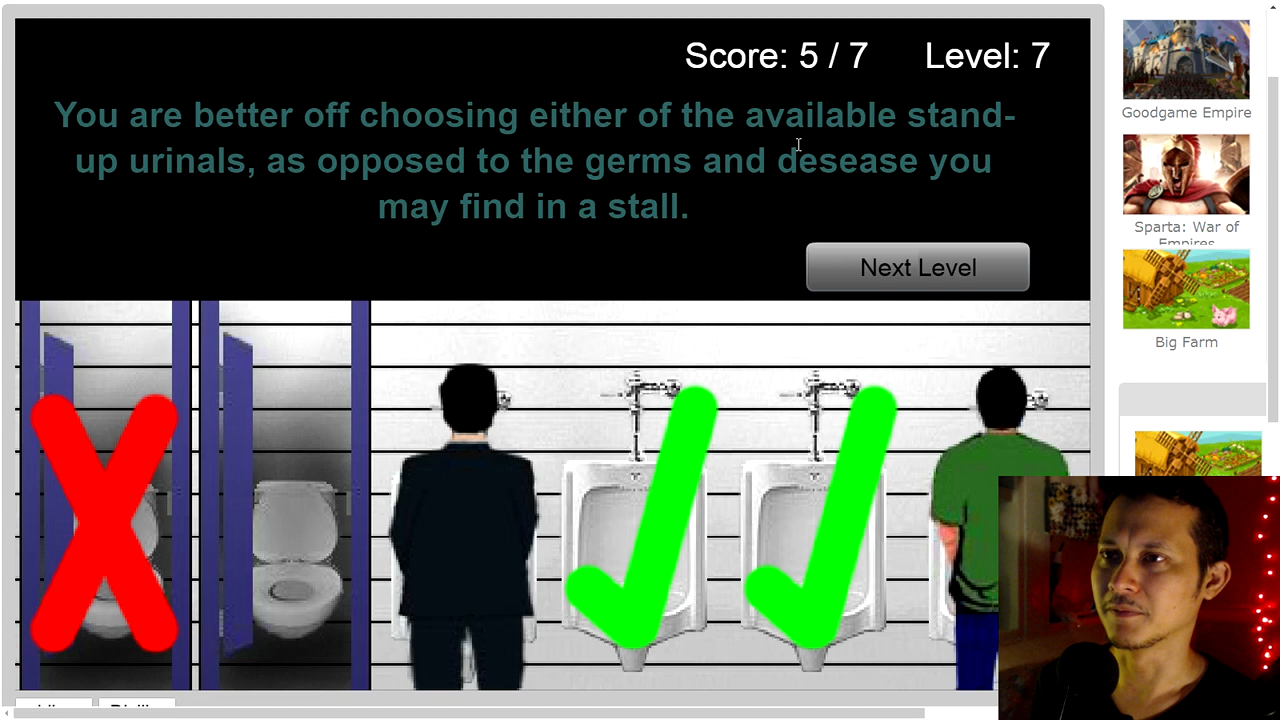 Score: 5 / 7 Level: 7
You are better off choosing either of the available stand-
up urinals, as opposed to the germs and desease you
may find in a stall.
Next Level
Goodgame Empire
Sparta: War of
Empires
Big Farm